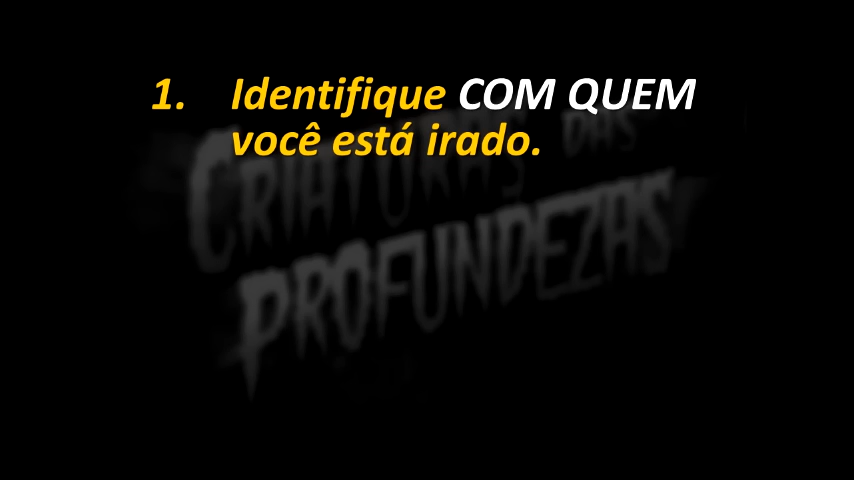 1. Identifique COM QUEM
você está irado.
CRIATURAS DAS
PROFUNDEZAS